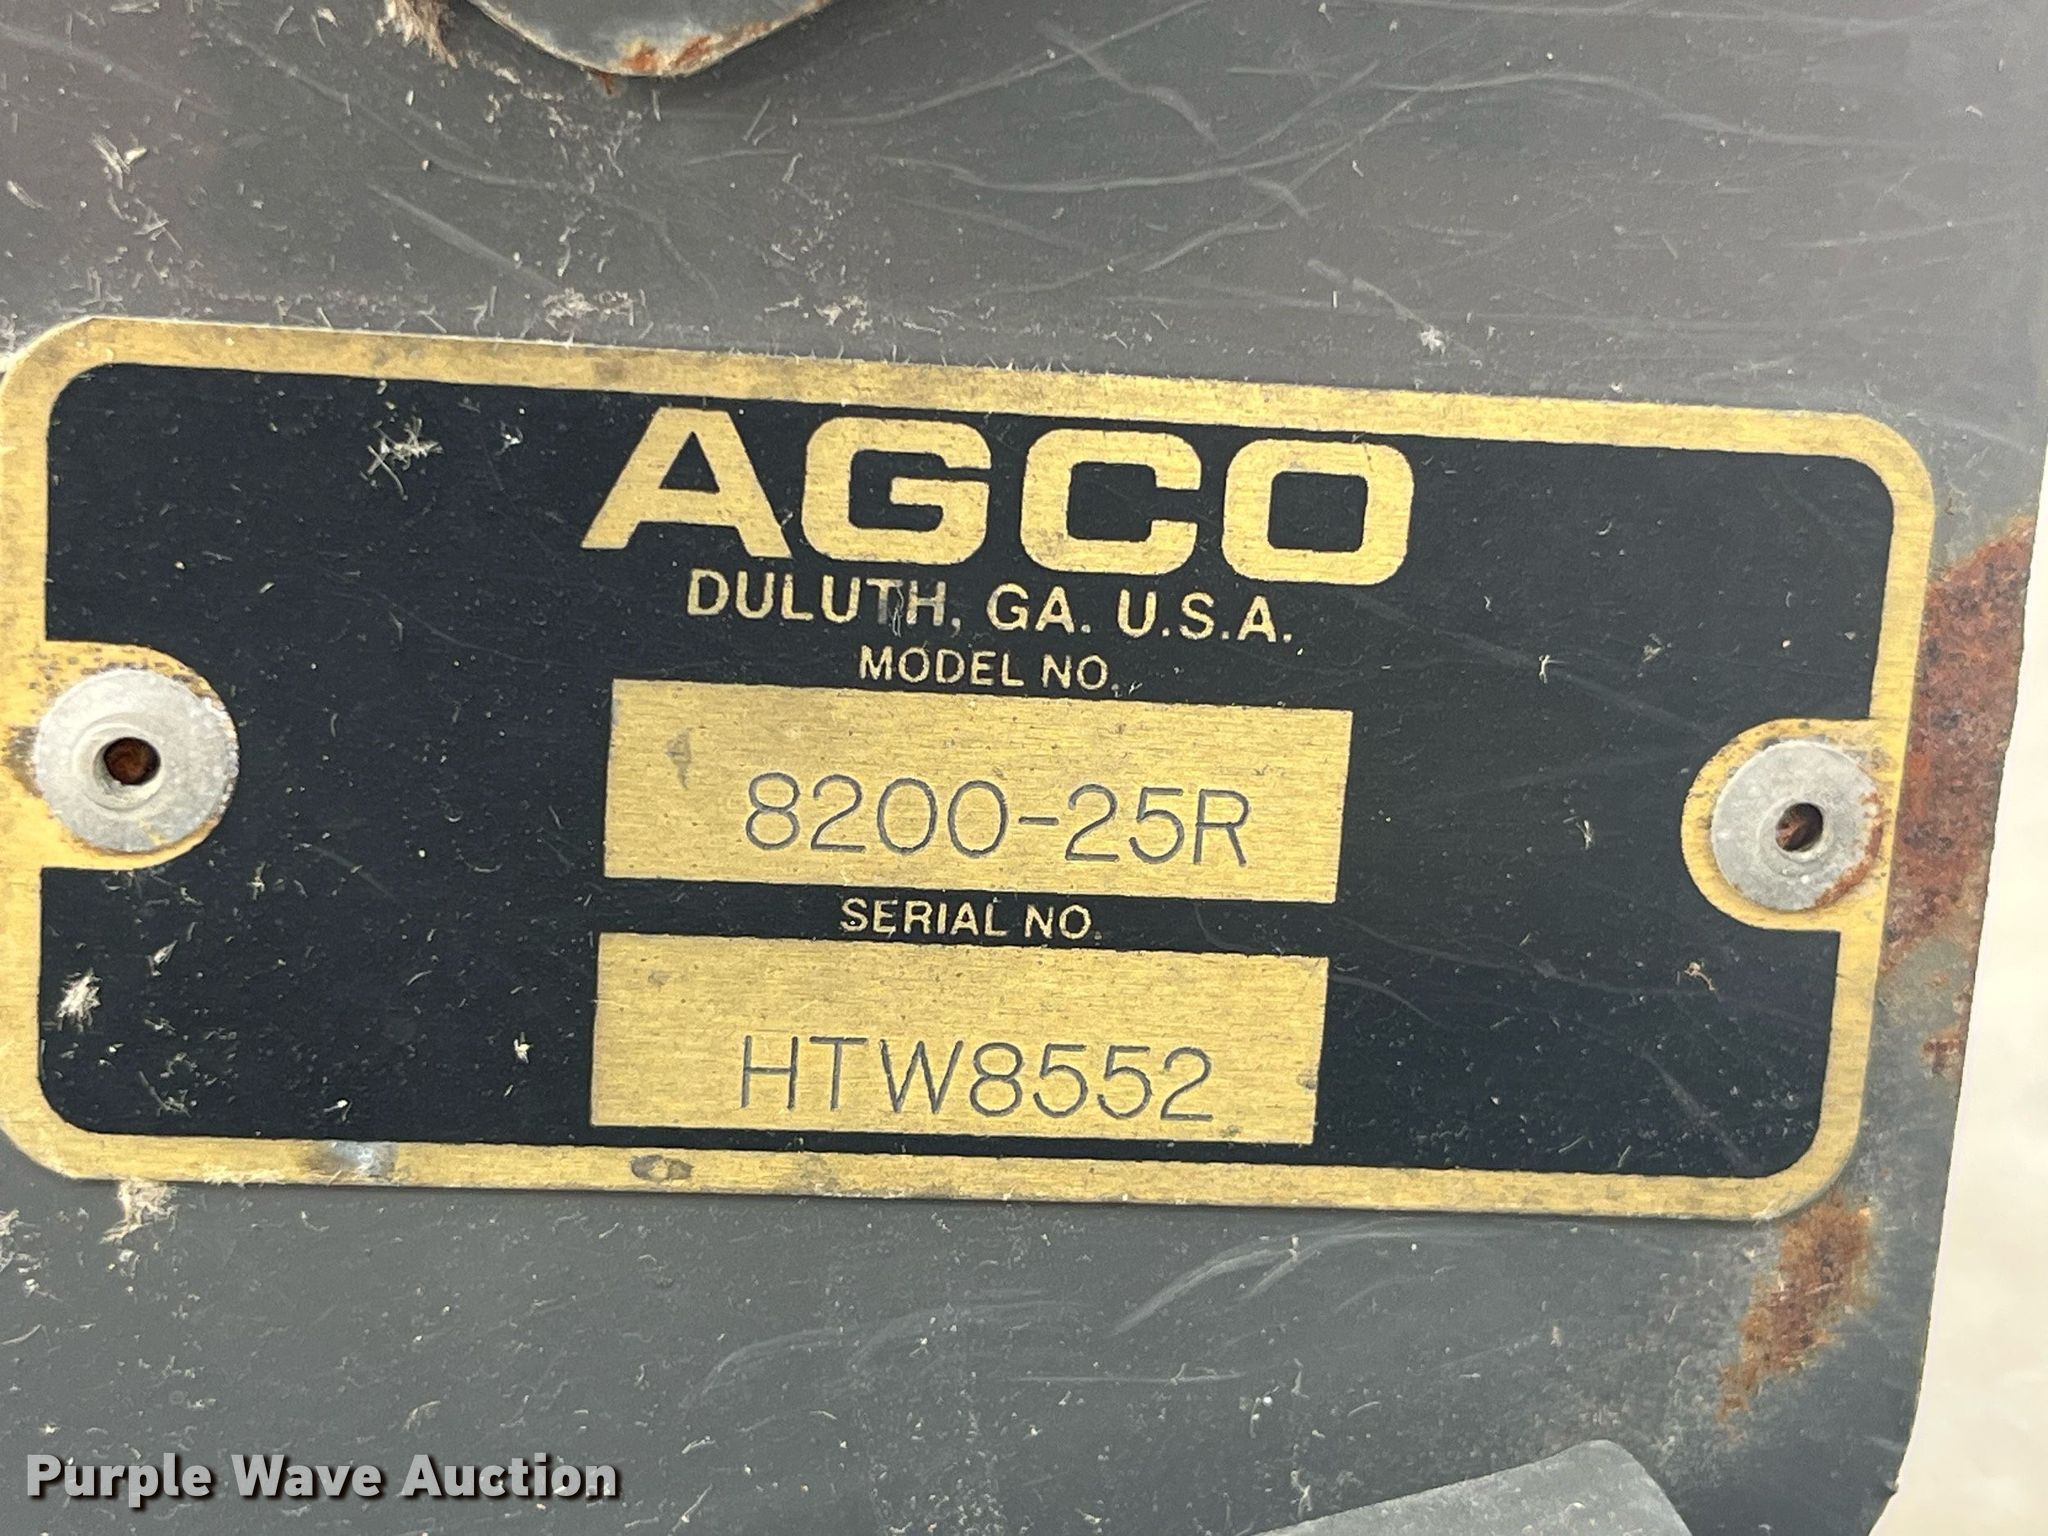 AGCO
DULUTH, GA. U.S.A.
MODEL NO.
8200-25R
SERIAL NO.
HTW8552
Purple Wave Auction